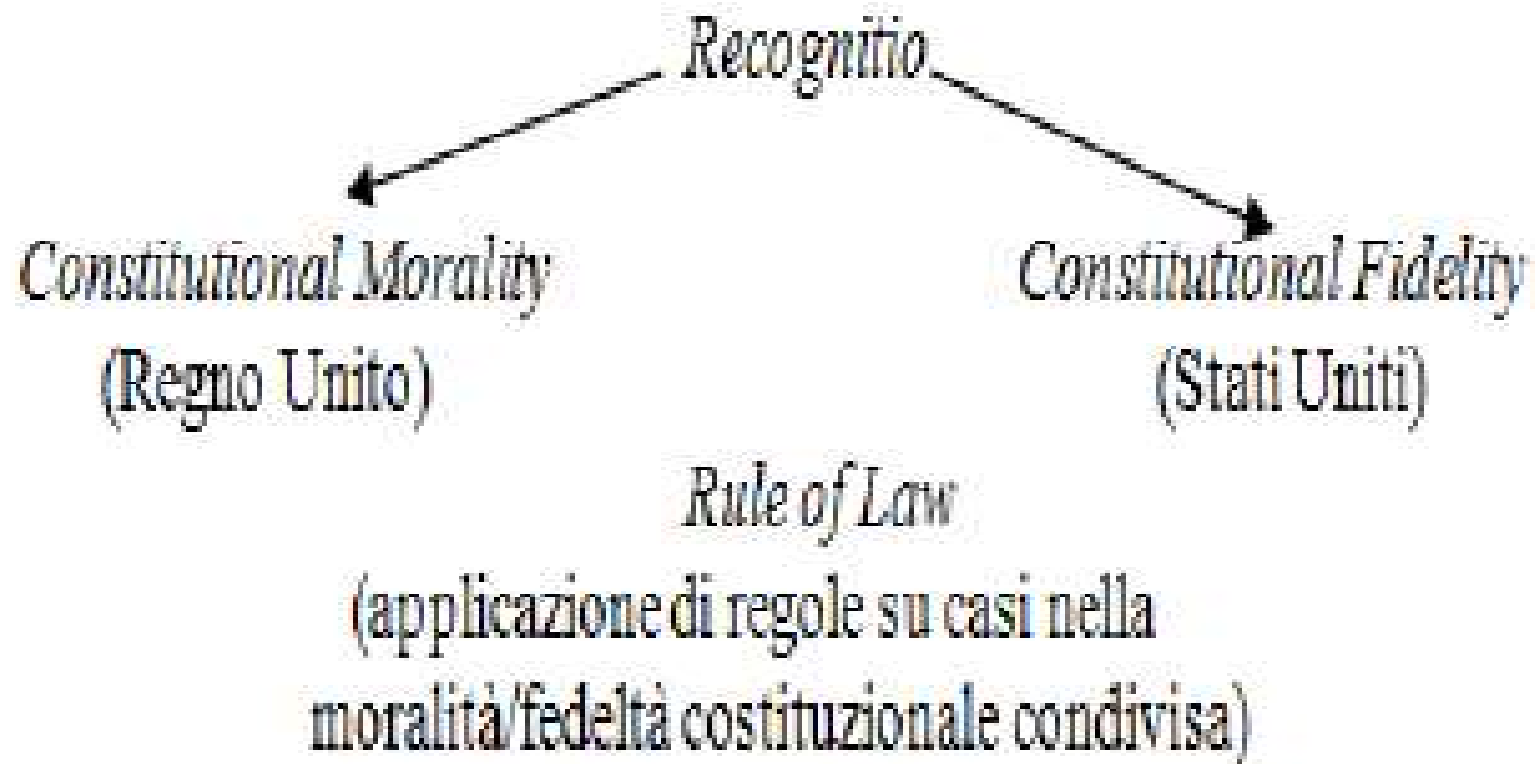 Recognitio
Constitutional Morality
Constitutional Fidelity
(Regno Unito)
(Stati Uniti)
Rule of Law
(applicazione di regole su casi nella
moralità/fedeltà costituzionale condivisa)